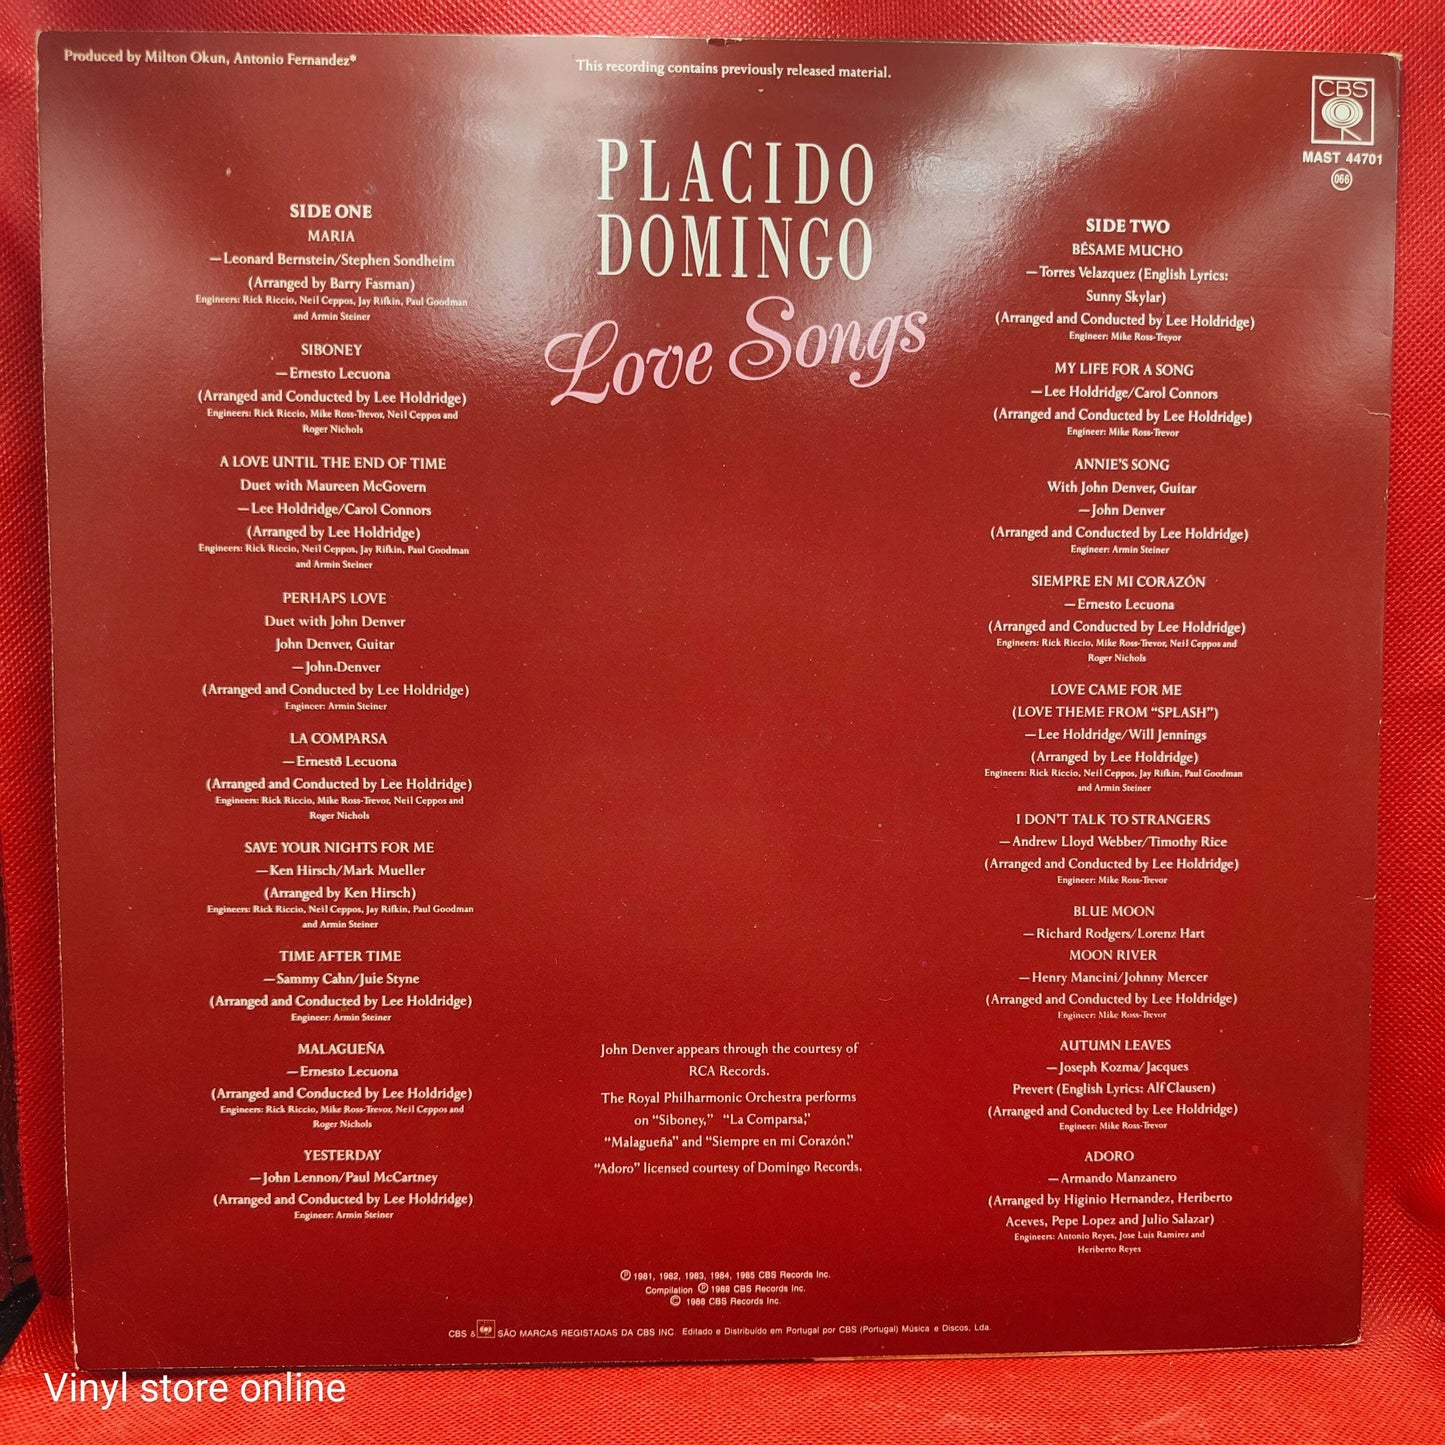 Produced by Milton Okun, Antonio Fernandez*
This recording contains previously released material.
CBS
MAST 44701
066
PLACIDO
DOMINGO
Love Songs
SIDE ONE
MARIA
—Leonard Bernstein/Stephen Sondheim
(Arranged by Barry Fasman)
Engineers: Rick Riccio, Neil Ceppos, Jay Rifkin, Paul Goodman
and Armin Steiner
SIBONEY
—Ernesto Lecuona
(Arranged and Conducted by Lee Holdridge)
Engineers: Rick Riccio, Mike Ross-Trevor, Neil Ceppos and
Roger Nichols
A LOVE UNTIL THE END OF TIME
Duet with Maureen McGovern
—Lee Holdridge/Carol Connors
(Arranged by Lee Holdridge)
Engineers: Rick Riccio, Neil Ceppos, Jay Rifkin, Paul Goodman
and Armin Steiner
PERHAPS LOVE
Duet with John Denver
John Denver, Guitar
—John Denver
(Arranged and Conducted by Lee Holdridge)
Engineer: Armin Steiner
LA COMPARSA
—Ernesto Lecuona
(Arranged and Conducted by Lee Holdridge)
Engineers: Rick Riccio, Mike Ross-Trevor, Neil Ceppos and
Roger Nichols
SAVE YOUR NIGHTS FOR ME
—Ken Hirsch/Mark Mueller
(Arranged by Ken Hirsch)
Engineers: Rick Riccio, Neil Ceppos, Jay Rifkin, Paul Goodman
and Armin Steiner
TIME AFTER TIME
—Sammy Cahn/Juie Styne
(Arranged and Conducted by Lee Holdridge)
Engineer: Armin Steiner
MALAGUEÑA
—Ernesto Lecuona
(Arranged and Conducted by Lee Holdridge)
Engineers: Rick Riccio, Mike Ross-Trevor, Neil Ceppos and
Roger Nichols
YESTERDAY
—John Lennon/Paul McCartney
(Arranged and Conducted by Lee Holdridge)
Engineer: Armin Steiner
SIDE TWO
BÉSAME MUCHO
—Torres Velazquez (English Lyrics:
Sunny Skylar)
(Arranged and Conducted by Lee Holdridge)
Engineer: Mike Ross-Treyor
MY LIFE FOR A SONG
—Lee Holdridge/Carol Connors
(Arranged and Conducted by Lee Holdridge)
Engineer: Mike Ross-Trevor
ANNIE'S SONG
With John Denver, Guitar
—John Denver
(Arranged and Conducted by Lee Holdridge)
Engineer: Armin Steiner
SIEMPRE EN MI CORAZÓN
—Ernesto Lecuona
(Arranged and Conducted by Lee Holdridge)
Engineers: Rick Riccio, Mike Ross-Trevor, Neil Ceppos and
Roger Nichols
LOVE CAME FOR ME
(LOVE THEME FROM “SPLASH”)
—Lee Holdridge/Will Jennings
(Arranged by Lee Holdridge)
Engineers: Rick Riccio, Neil Ceppos, Jay Rifkin, Paul Goodman
and Armin Steiner
I DON'T TALK TO STRANGERS
—Andrew Lloyd Webber/Timothy Rice
(Arranged and Conducted by Lee Holdridge)
Engineer: Mike Ross-Trevor
BLUE MOON
—Richard Rodgers/Lorenz Hart
MOON RIVER
—Henry Mancini/Johnny Mercer
(Arranged and Conducted by Lee Holdridge)
Engineer: Mike Ross-Trevor
AUTUMN LEAVES
—Joseph Kozma/Jacques
Prevert (English Lyrics: Alf Clausen)
(Arranged and Conducted by Lee Holdridge)
Engineer: Mike Ross-Trevor
ADORO
—Armando Manzanero
(Arranged by Higinio Hernandez, Heriberto
Aceves, Pepe Lopez and Julio Salazar)
Engineers: Antonio Reyes, Jose Luis Ramirez and
Heriberto Reyes
John Denver appears through the courtesy of
RCA Records.
The Royal Philharmonic Orchestra performs
on “Siboney,” “La Comparsa,”
“Malagueña” and “Siempre en mi Corazón.”
“Adoro” licensed courtesy of Domingo Records.
℗ 1981, 1982, 1983, 1984, 1985 CBS Records Inc.
Compilation ℗ 1988 CBS Records Inc.
© 1988 CBS Records Inc.
CBS & SÃO MARCAS REGISTADAS DA CBS INC. Editado e Distribuído em Portugal por CBS (Portugal) Música e Discos, Lda.
Vinyl store online